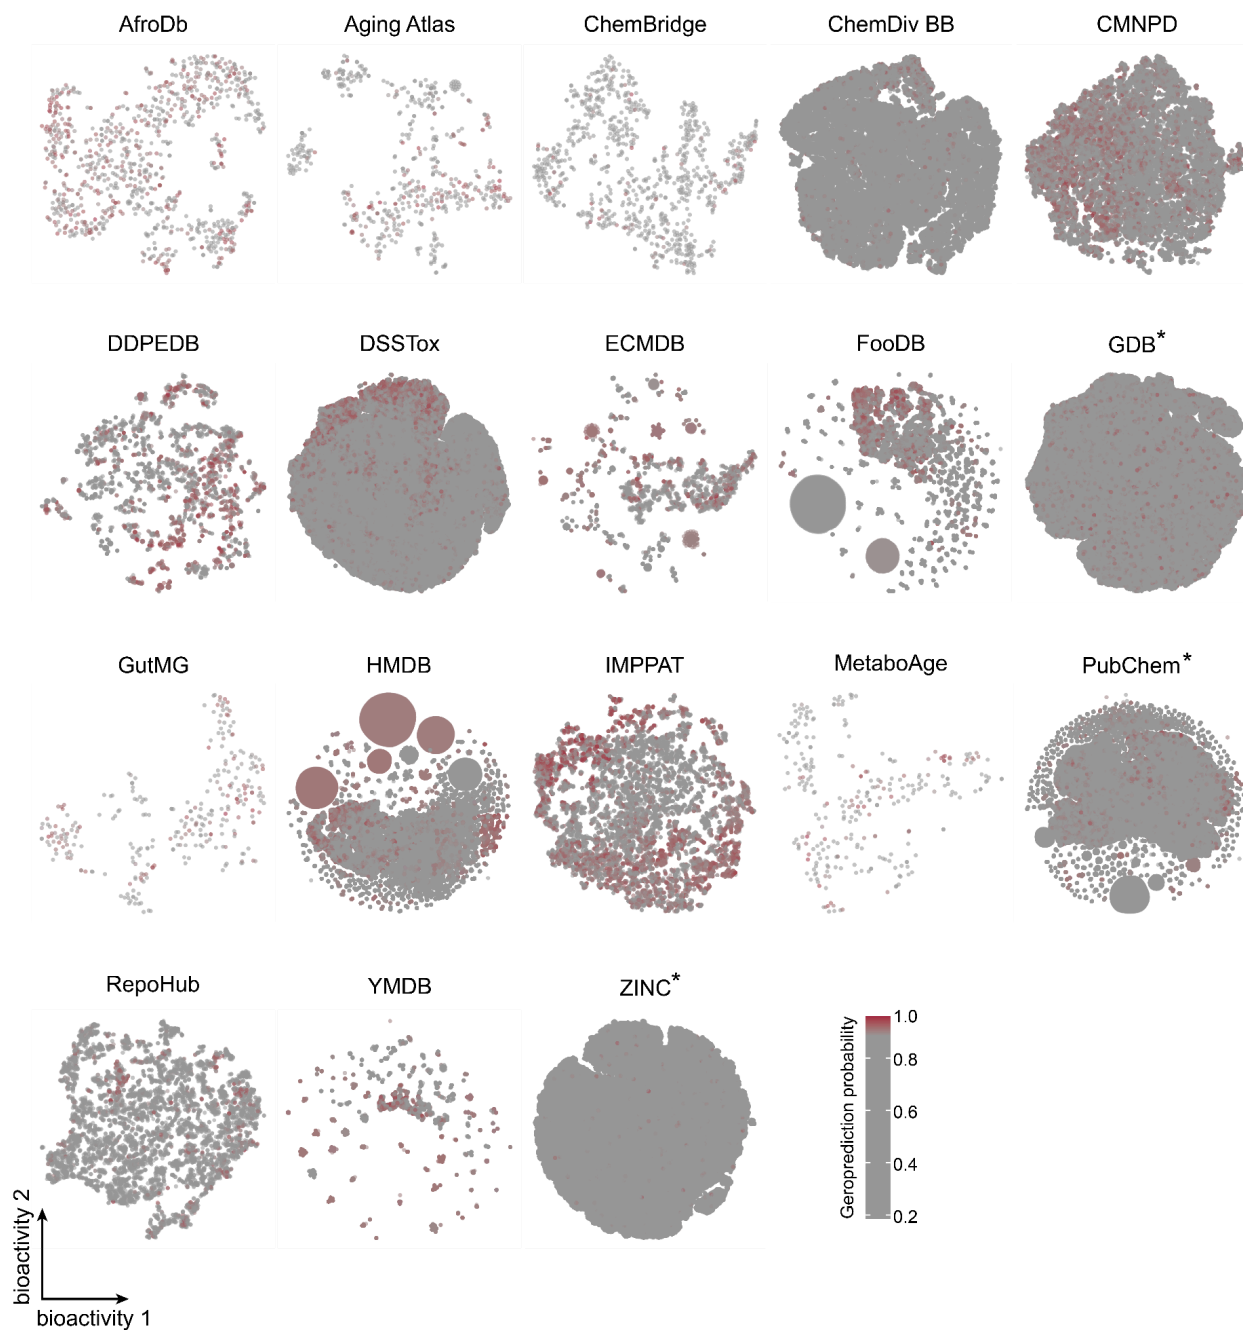 AfroDb
Aging Atlas
ChemBridge
ChemDiv BB
CMNPD
DDPEDB
DSSTox
ECMDB
FooDB
GDB*
GutMG
HMDB
IMPPAT
MetaboAge
PubChem*
RepoHub
YMDB
ZINC*
Geroprediction probability
1.0
0.8
0.6
0.4
0.2
bioactivity 2
bioactivity 1